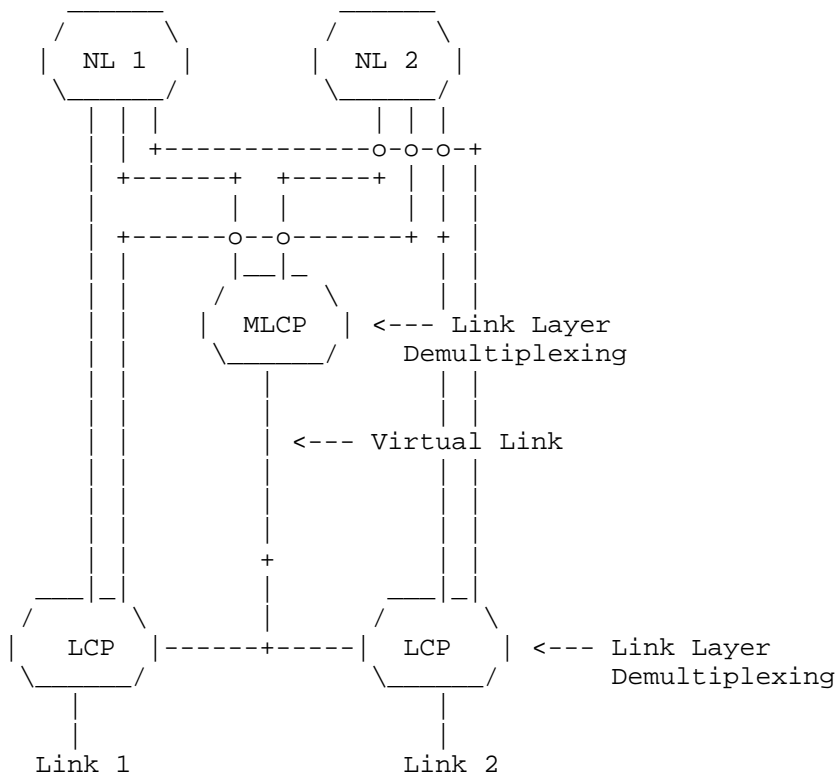 NL 1 NL 2
MLCP <--- Link Layer
Demultiplexing
<--- Virtual Link
LCP LCP <--- Link Layer
Demultiplexing
Link 1 Link 2